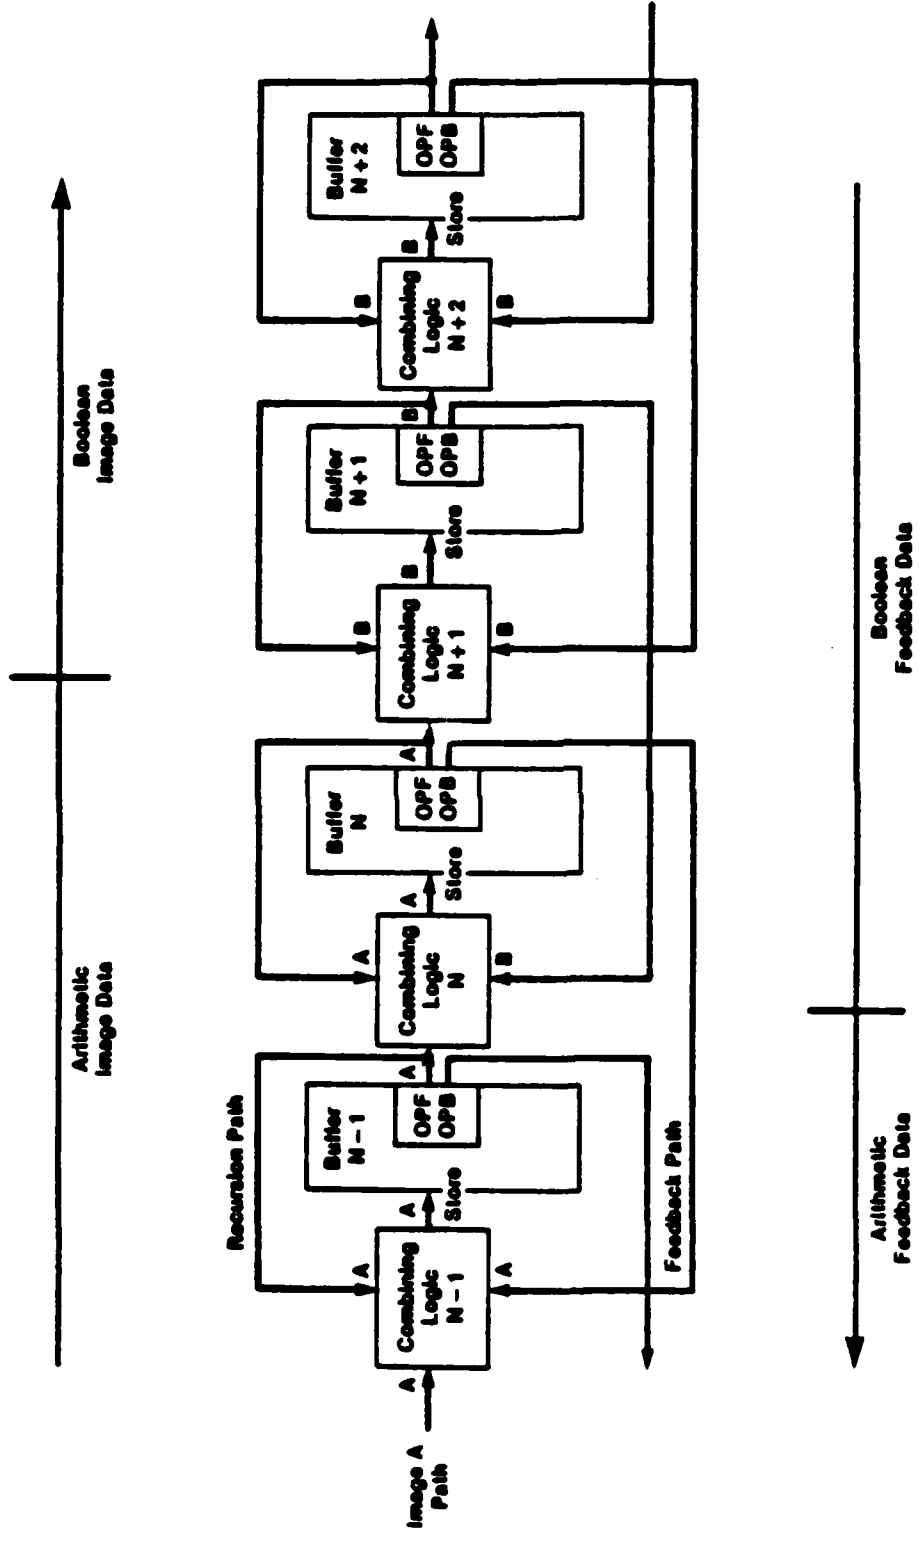 Arithmetic
Image Data
Boolean
Image Data
Recursion Path
Image A
Path
A
A
Combining
Logic
N – 1
A
A
Store
Buffer
N – 1
OPF
OPB
A
A
Combining
Logic
N
B
A
Store
Buffer
N
OPF
OPB
A
B
Combining
Logic
N + 1
B
B
Store
Buffer
N + 1
OPF
OPB
B
B
Combining
Logic
N + 2
B
B
Store
Buffer
N + 2
OPF
OPB
Feedback Path
Arithmetic
Feedback Data
Boolean
Feedback Data